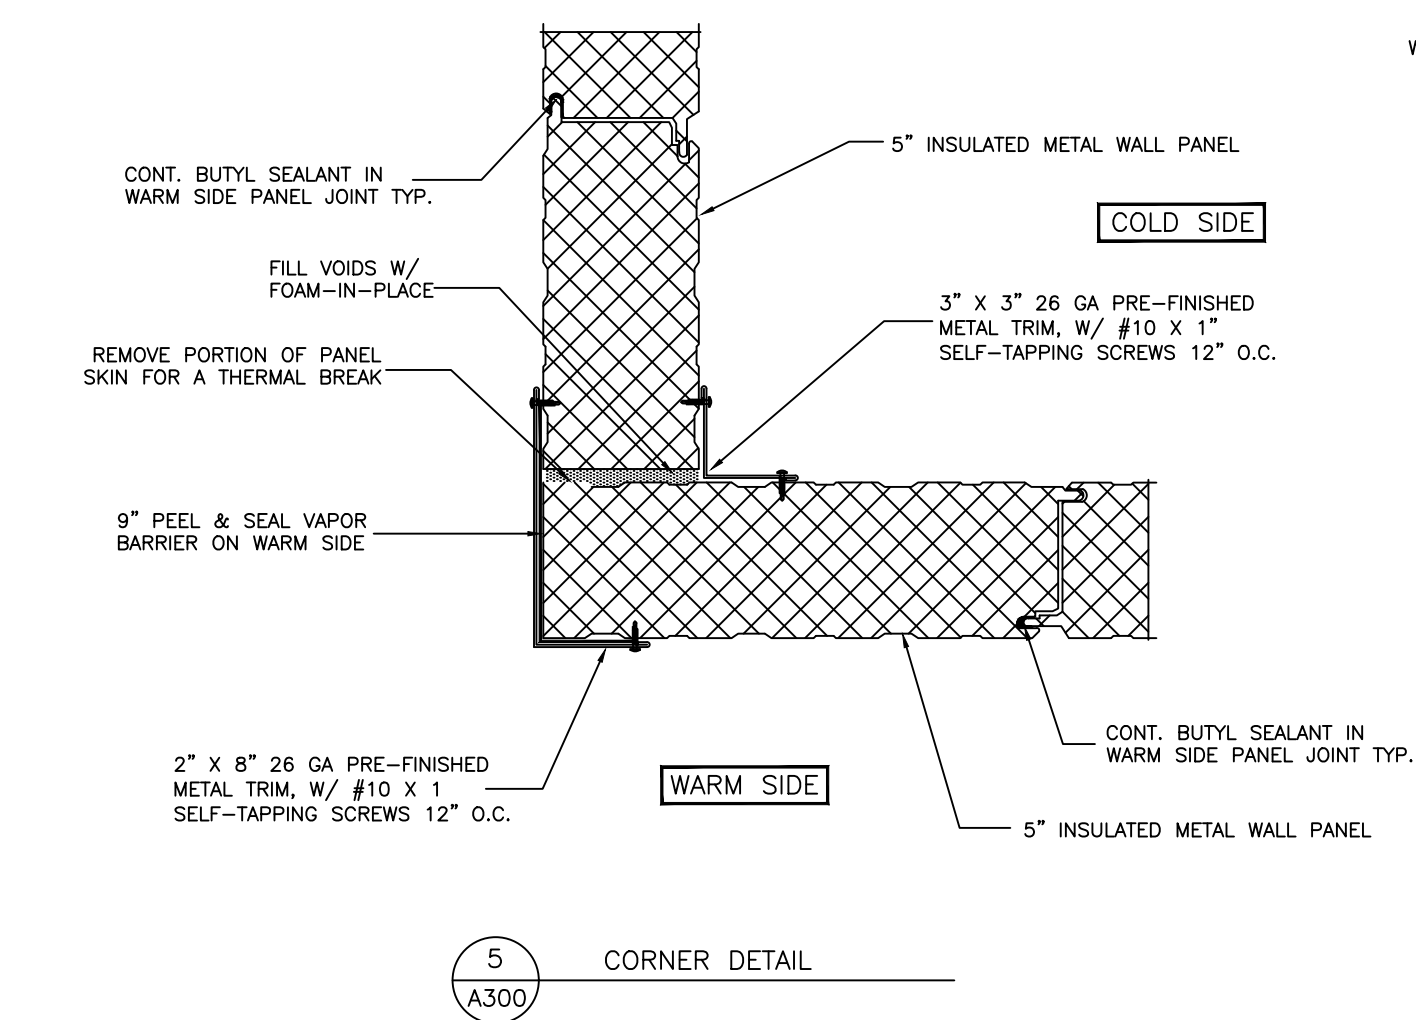 W
CONT. BUTYL SEALANT IN
WARM SIDE PANEL JOINT TYP.
5" INSULATED METAL WALL PANEL
COLD SIDE
FILL VOIDS W/
FOAM-IN-PLACE
3" X 3" 26 GA PRE-FINISHED
METAL TRIM, W/ #10 X 1"
SELF-TAPPING SCREWS 12" O.C.
REMOVE PORTION OF PANEL
SKIN FOR A THERMAL BREAK
9" PEEL & SEAL VAPOR
BARRIER ON WARM SIDE
2" X 8" 26 GA PRE-FINISHED
METAL TRIM, W/ #10 X 1
SELF-TAPPING SCREWS 12" O.C.
WARM SIDE
CONT. BUTYL SEALANT IN
WARM SIDE PANEL JOINT TYP.
5" INSULATED METAL WALL PANEL
5
A300
CORNER DETAIL